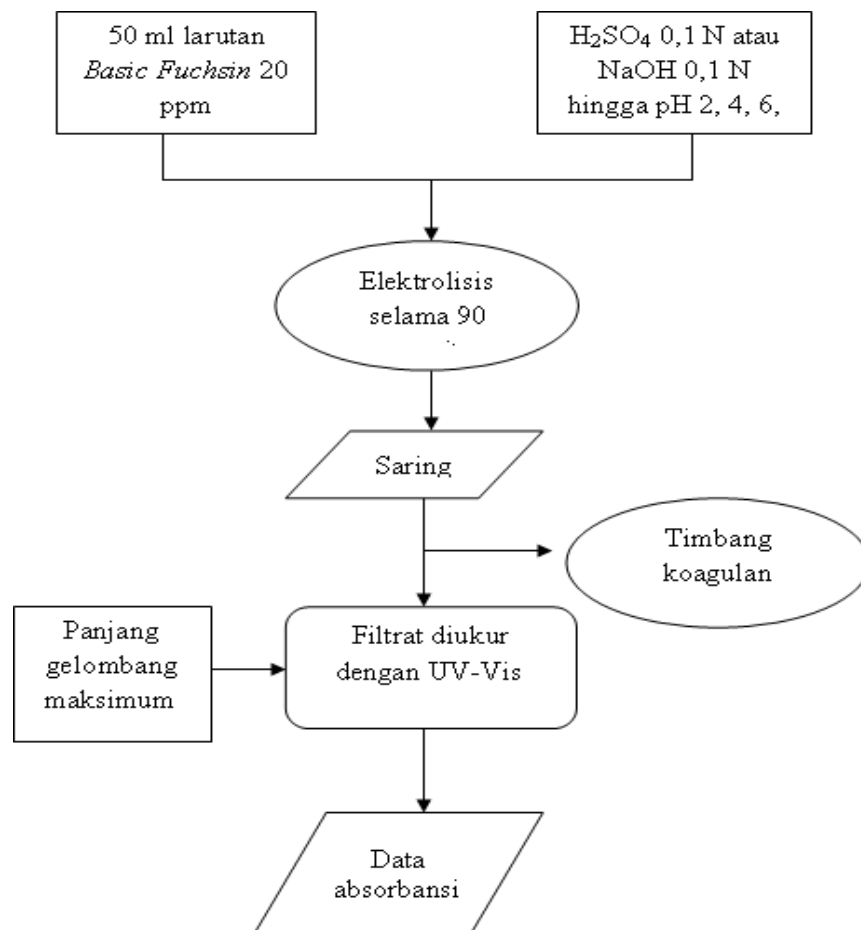 50 ml larutan
Basic Fuchsin 20
ppm
H₂SO₄ 0,1 N atau
NaOH 0,1 N
hingga pH 2, 4, 6,
Elektrolisis
selama 90
Saring
Timbang
koagulan
Panjang
gelombang
maksimum
Filtrat diukur
dengan UV-Vis
Data
absorbansi